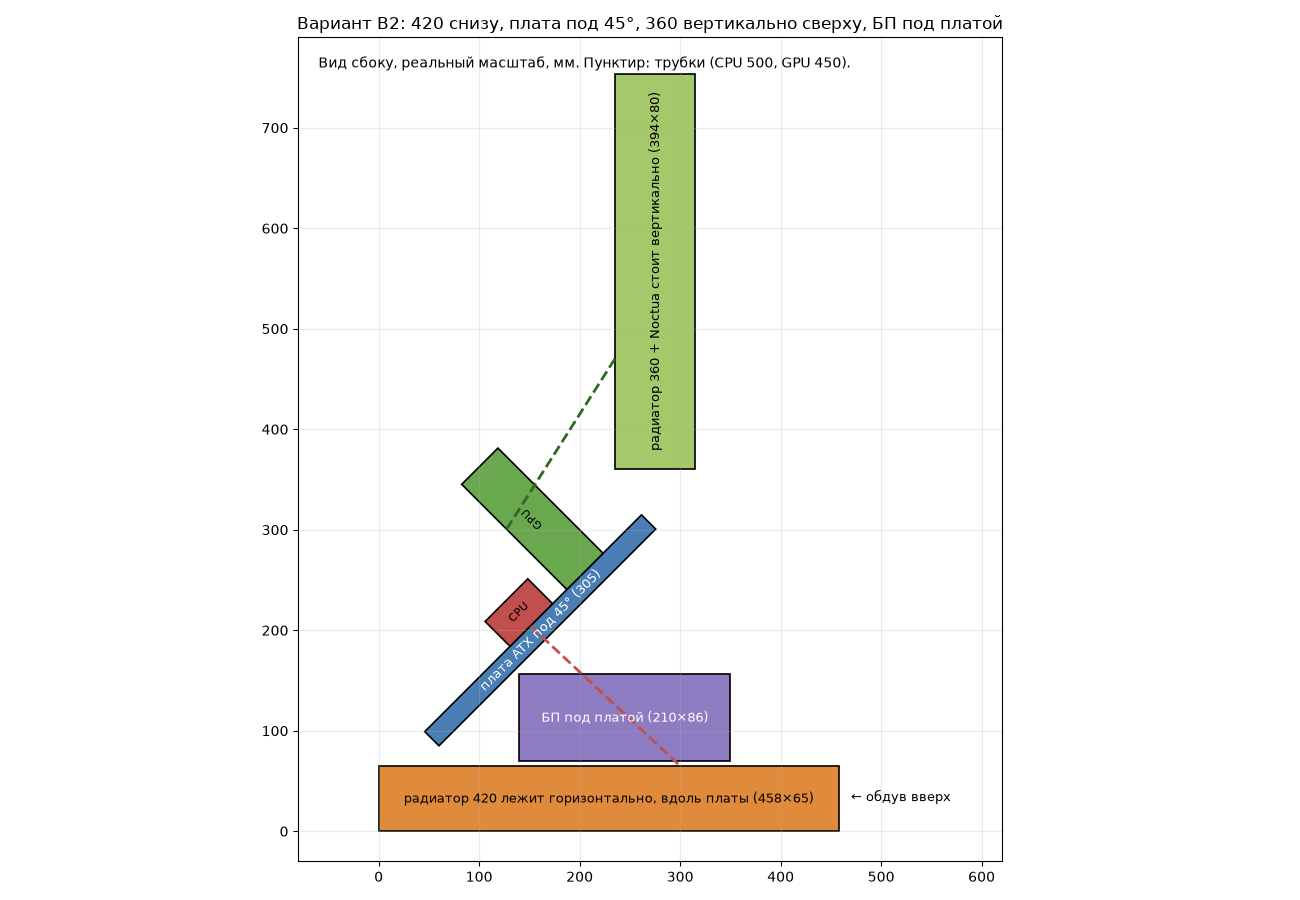 Вариант B2: 420 снизу, плата под 45°, 360 вертикально сверху, БП под платой
Вид сбоку, реальный масштаб, мм. Пунктир: трубки (CPU 500, GPU 450).
радиатор 360 + Noctua стоит вертикально (394×80)
GPU
CPU
плата ATX под 45° (305)
БП под платой (210×86)
радиатор 420 лежит горизонтально, вдоль платы (458×65)
← обдув вверх
700
600
500
400
300
200
100
0
0 100 200 300 400 500 600